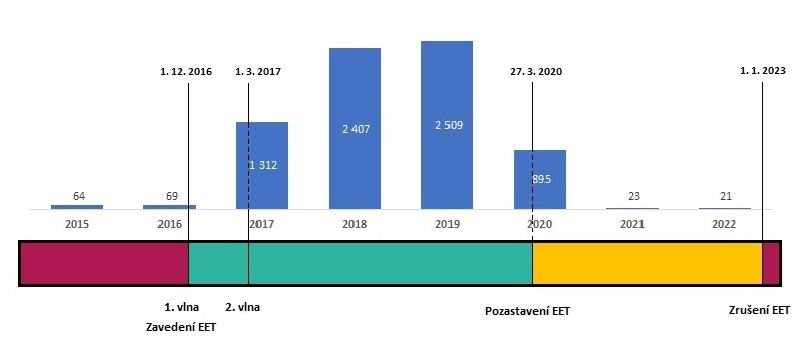 1. 12. 2016
1. 3. 2017
27. 3. 2020
1. 1. 2023
64
69
1 312
2 407
2 509
895
23
21
2015
2016
2017
2018
2019
2020
2021
2022
1. vlna
2. vlna
Zavedení EET
Pozastavení EET
Zrušení EET